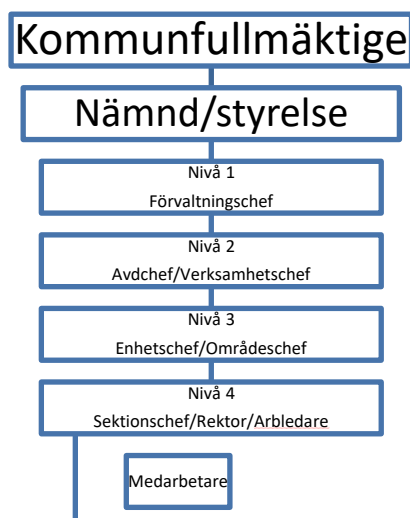 Kommunfullmäktige
Nämnd/styrelse
Nivå 1
Förvaltningschef
Nivå 2
Avdchef/Verksamhetschef
Nivå 3
Enhetschef/Områdeschef
Nivå 4
Sektionschef/Rektor/Arbledare
Medarbetare